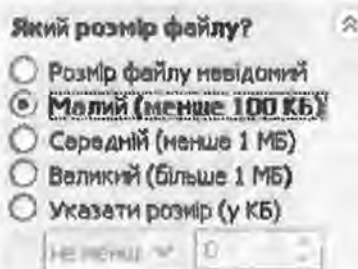 Який розмір файлу?
Розмір файлу невідомий
Малий (менше 100 КБ)
Середній (менше 1 МБ)
Великий (більше 1 МБ)
Указати розмір (у КБ)
не менш 0